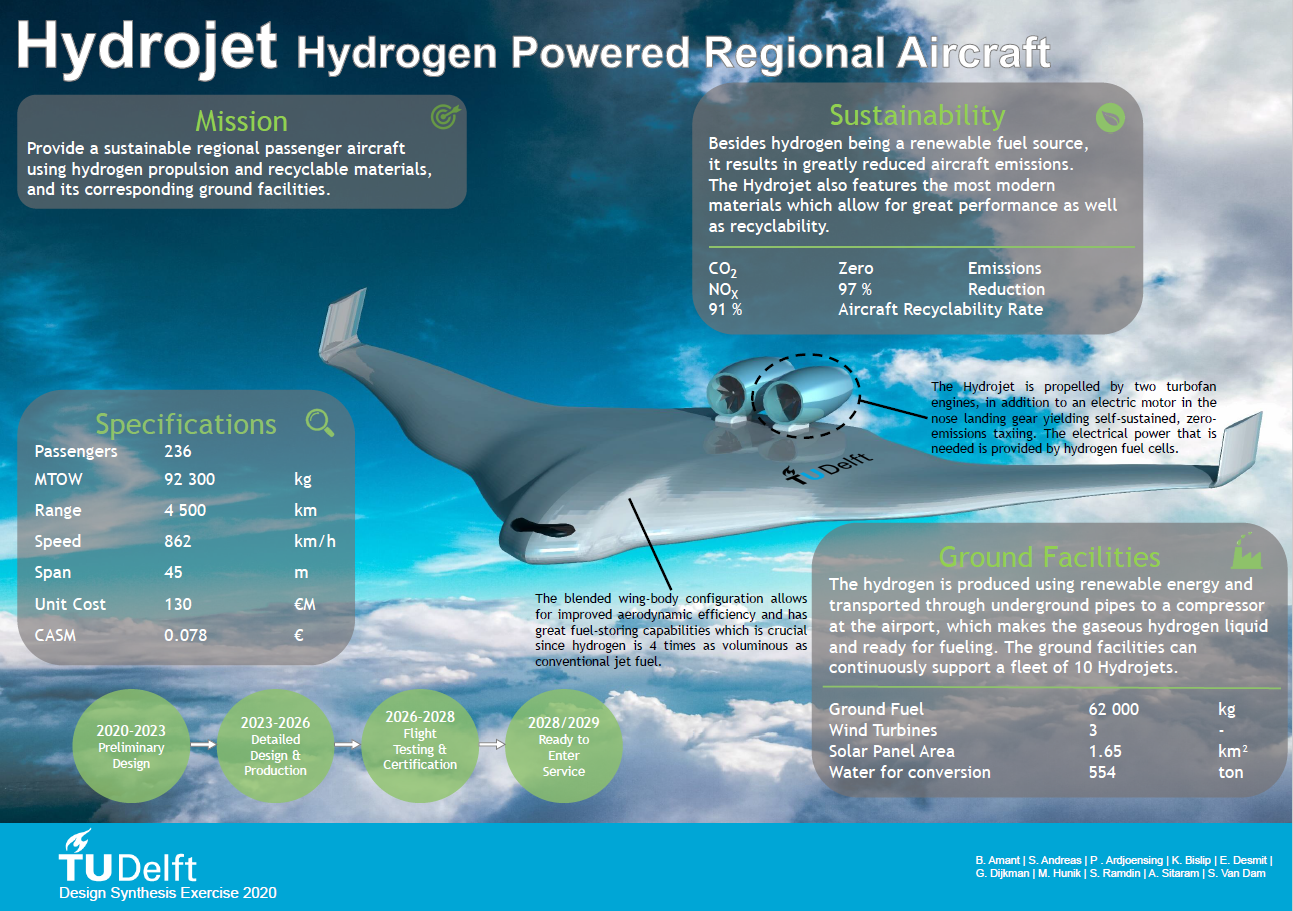 Hydrojet Hydrogen Powered Regional Aircraft
Mission
Provide a sustainable regional passenger aircraft
using hydrogen propulsion and recyclable materials,
and its corresponding ground facilities.
Sustainability
Besides hydrogen being a renewable fuel source,
it results in greatly reduced aircraft emissions.
The Hydrojet also features the most modern
materials which allow for great performance as well
as recyclability.
CO₂ Zero Emissions
NOₓ 97 % Reduction
91 % Aircraft Recyclability Rate
The Hydrojet is propelled by two turbofan
engines, in addition to an electric motor in the
nose landing gear yielding self-sustained, zero-
emissions taxiing. The electrical power that is
needed is provided by hydrogen fuel cells.
TU Delft
Specifications
Passengers 236
MTOW 92 300 kg
Range 4 500 km
Speed 862 km/h
Span 45 m
Unit Cost 130 €M
CASM 0.078 €
The blended wing-body configuration allows
for improved aerodynamic efficiency and has
great fuel-storing capabilities which is crucial
since hydrogen is 4 times as voluminous as
conventional jet fuel.
Ground Facilities
The hydrogen is produced using renewable energy and
transported through underground pipes to a compressor
at the airport, which makes the gaseous hydrogen liquid
and ready for fueling. The ground facilities can
continuously support a fleet of 10 Hydrojets.
Ground Fuel 62 000 kg
Wind Turbines 3 -
Solar Panel Area 1.65 km²
Water for conversion 554 ton
2020-2023
Preliminary
Design
2023-2026
Detailed
Design &
Production
2026-2028
Flight
Testing &
Certification
2028/2029
Ready to
Enter
Service
TU Delft
Design Synthesis Exercise 2020
B. Amant | S. Andreas | P . Ardjoensing | K. Bislip | E. Desmit |
G. Dijkman | M. Hunik | S. Ramdin | A. Sitaram | S. Van Dam